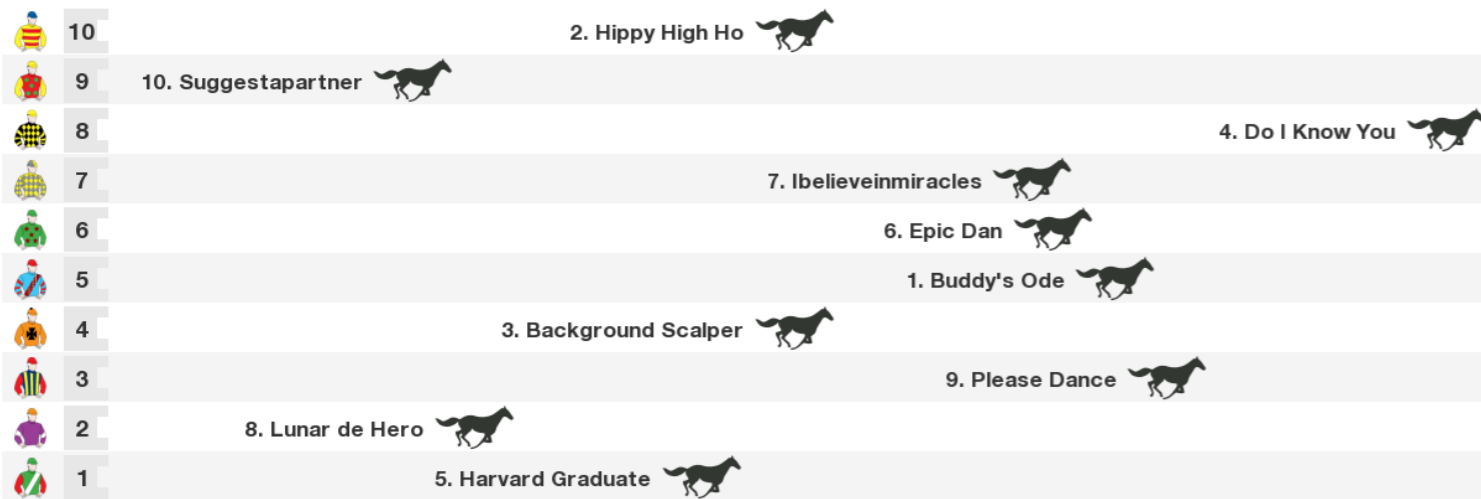 10 2. Hippy High Ho
9 10. Suggestapartner
8 4. Do I Know You
7 7. Ibelieveinmiracles
6 6. Epic Dan
5 1. Buddy's Ode
4 3. Background Scalper
3 9. Please Dance
2 8. Lunar de Hero
1 5. Harvard Graduate